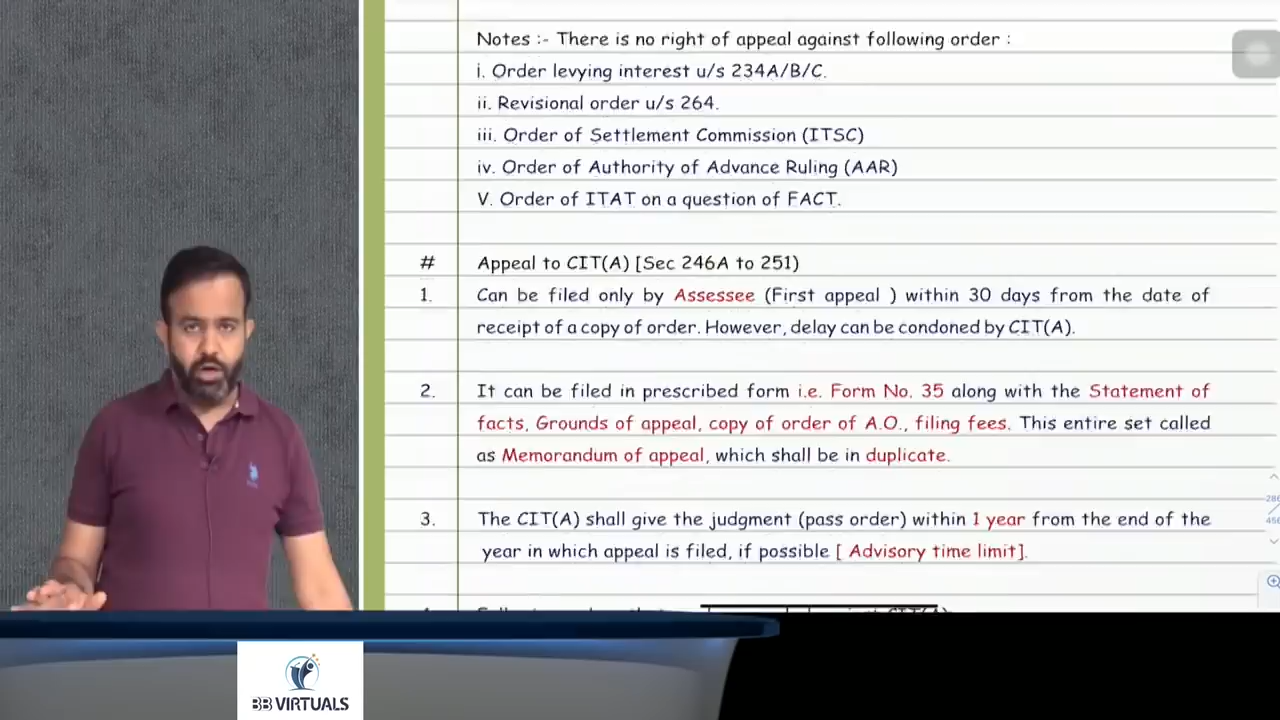 Notes :- There is no right of appeal against following order :
i. Order levying interest u/s 234A/B/C.
ii. Revisional order u/s 264.
iii. Order of Settlement Commission (ITSC)
iv. Order of Authority of Advance Ruling (AAR)
V. Order of ITAT on a question of FACT.
# Appeal to CIT(A) [Sec 246A to 251)
1. Can be filed only by Assessee (First appeal ) within 30 days from the date of
receipt of a copy of order. However, delay can be condoned by CIT(A).
2. It can be filed in prescribed form i.e. Form No. 35 along with the Statement of
facts, Grounds of appeal, copy of order of A.O., filing fees. This entire set called
as Memorandum of appeal, which shall be in duplicate.
3. The CIT(A) shall give the judgment (pass order) within 1 year from the end of the
year in which appeal is filed, if possible [ Advisory time limit].
BB VIRTUALS